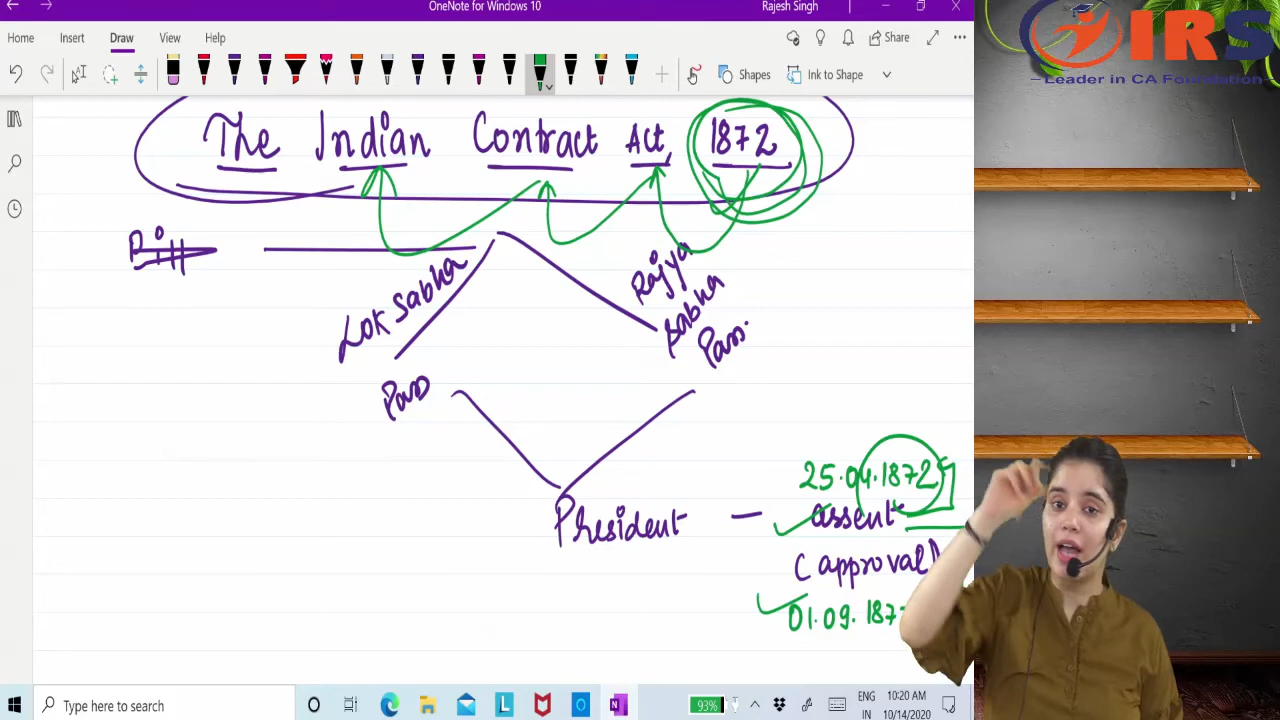 OneNote for Windows 10
Rajesh Singh
Home Insert Draw View Help
Share
Shapes
Ink to Shape
IRS
Leader in CA Foundation
The Indian Contract Act, 1872
Bill
Lok Sabha
Rajya
Sabha
Pass
Pass
25.04.1872
President — assent
(approval)
01.09.187
Type here to search
93%
ENG
IN
10:20 AM
10/14/2020